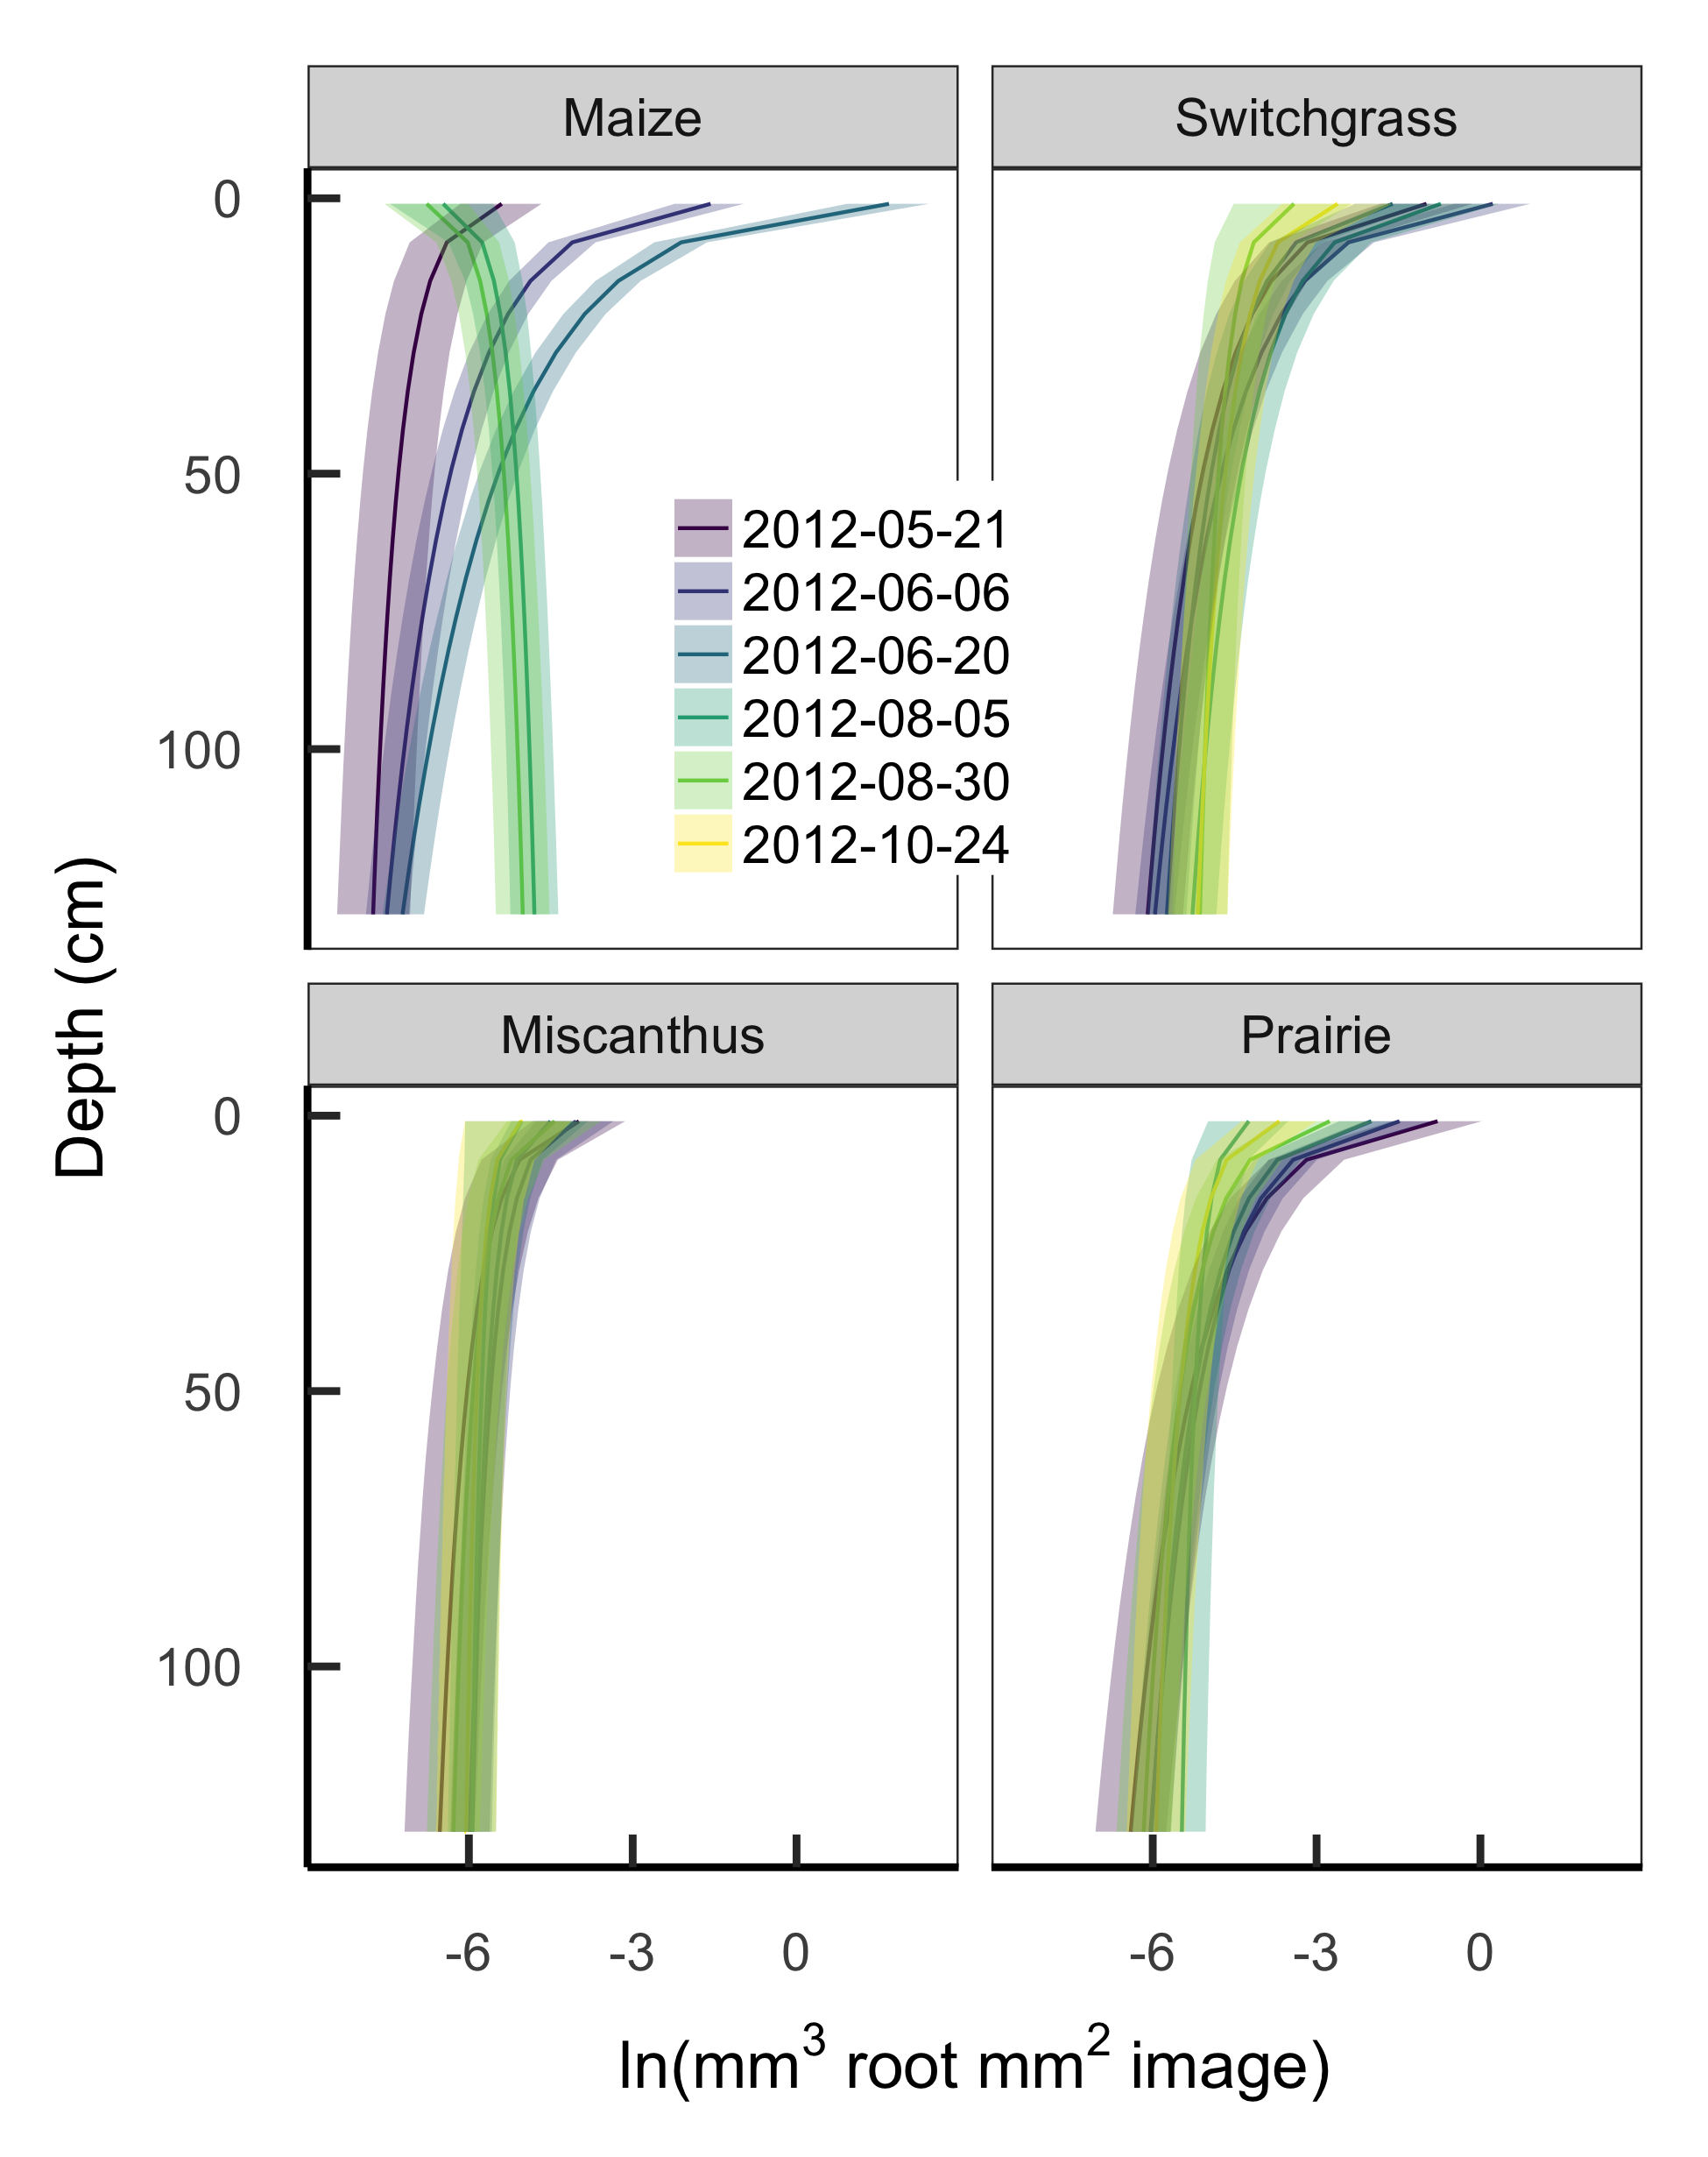 Maize
Switchgrass
0
50
100
2012-05-21
2012-06-06
2012-06-20
2012-08-05
2012-08-30
2012-10-24
Depth (cm)
Miscanthus
Prairie
0
50
100
-6 -3 0
-6 -3 0
ln(mm³ root mm² image)